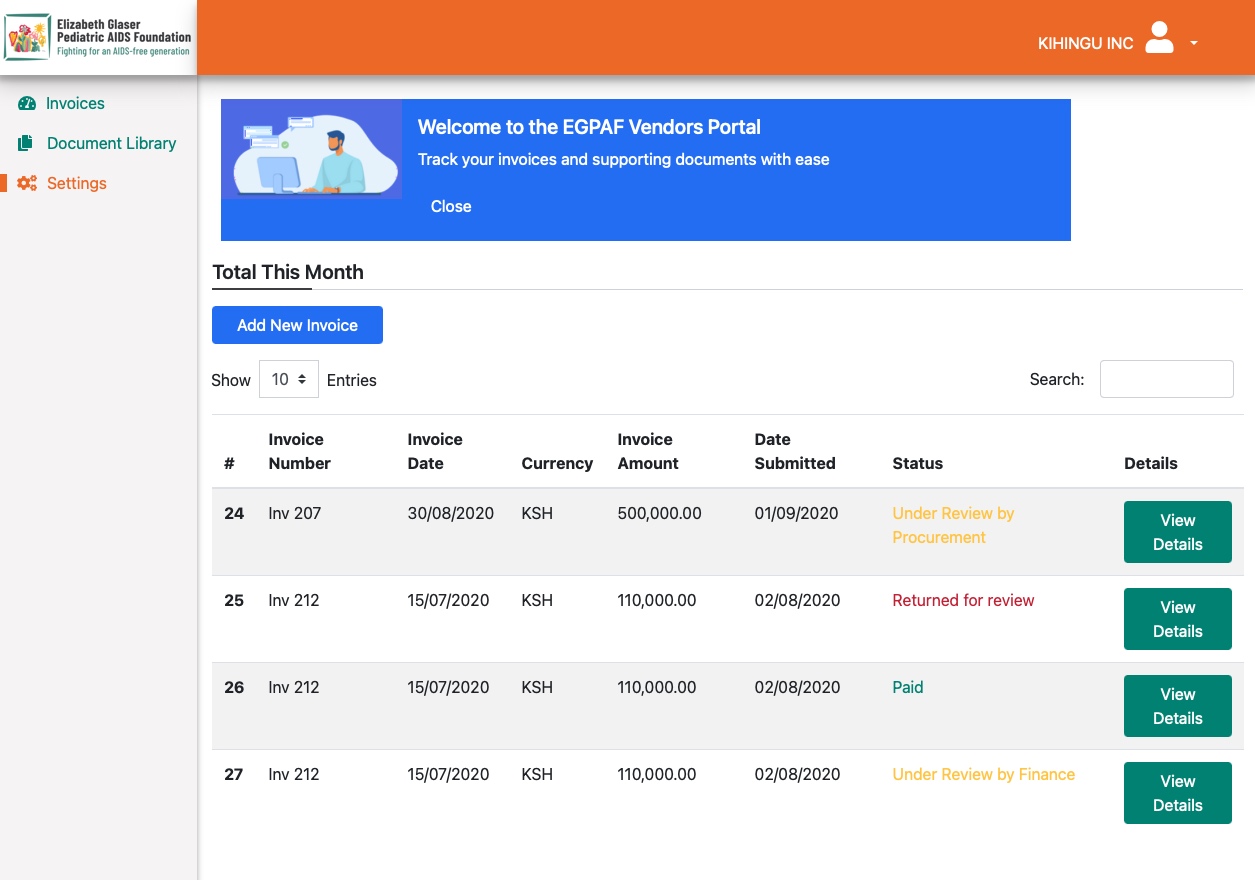 Elizabeth Glaser
Pediatric AIDS Foundation
Fighting for an AIDS-free generation
KIHINGU INC
Invoices
Document Library
Settings
Welcome to the EGPAF Vendors Portal
Track your invoices and supporting documents with ease
Close
Total This Month
Add New Invoice
Show 10 Entries Search:
# Invoice Number Invoice Date Currency Invoice Amount Date Submitted Status Details
24 Inv 207 30/08/2020 KSH 500,000.00 01/09/2020 Under Review by Procurement View Details
25 Inv 212 15/07/2020 KSH 110,000.00 02/08/2020 Returned for review View Details
26 Inv 212 15/07/2020 KSH 110,000.00 02/08/2020 Paid View Details
27 Inv 212 15/07/2020 KSH 110,000.00 02/08/2020 Under Review by Finance View Details